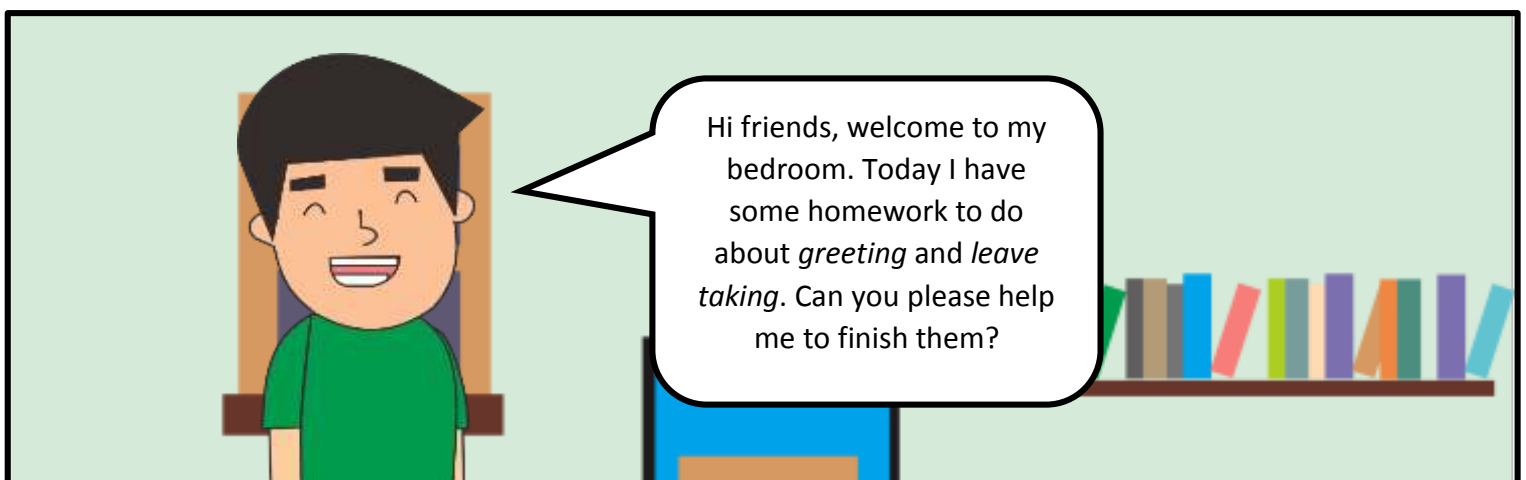 Hi friends, welcome to my
bedroom. Today I have
some homework to do
about greeting and leave
taking. Can you please help
me to finish them?